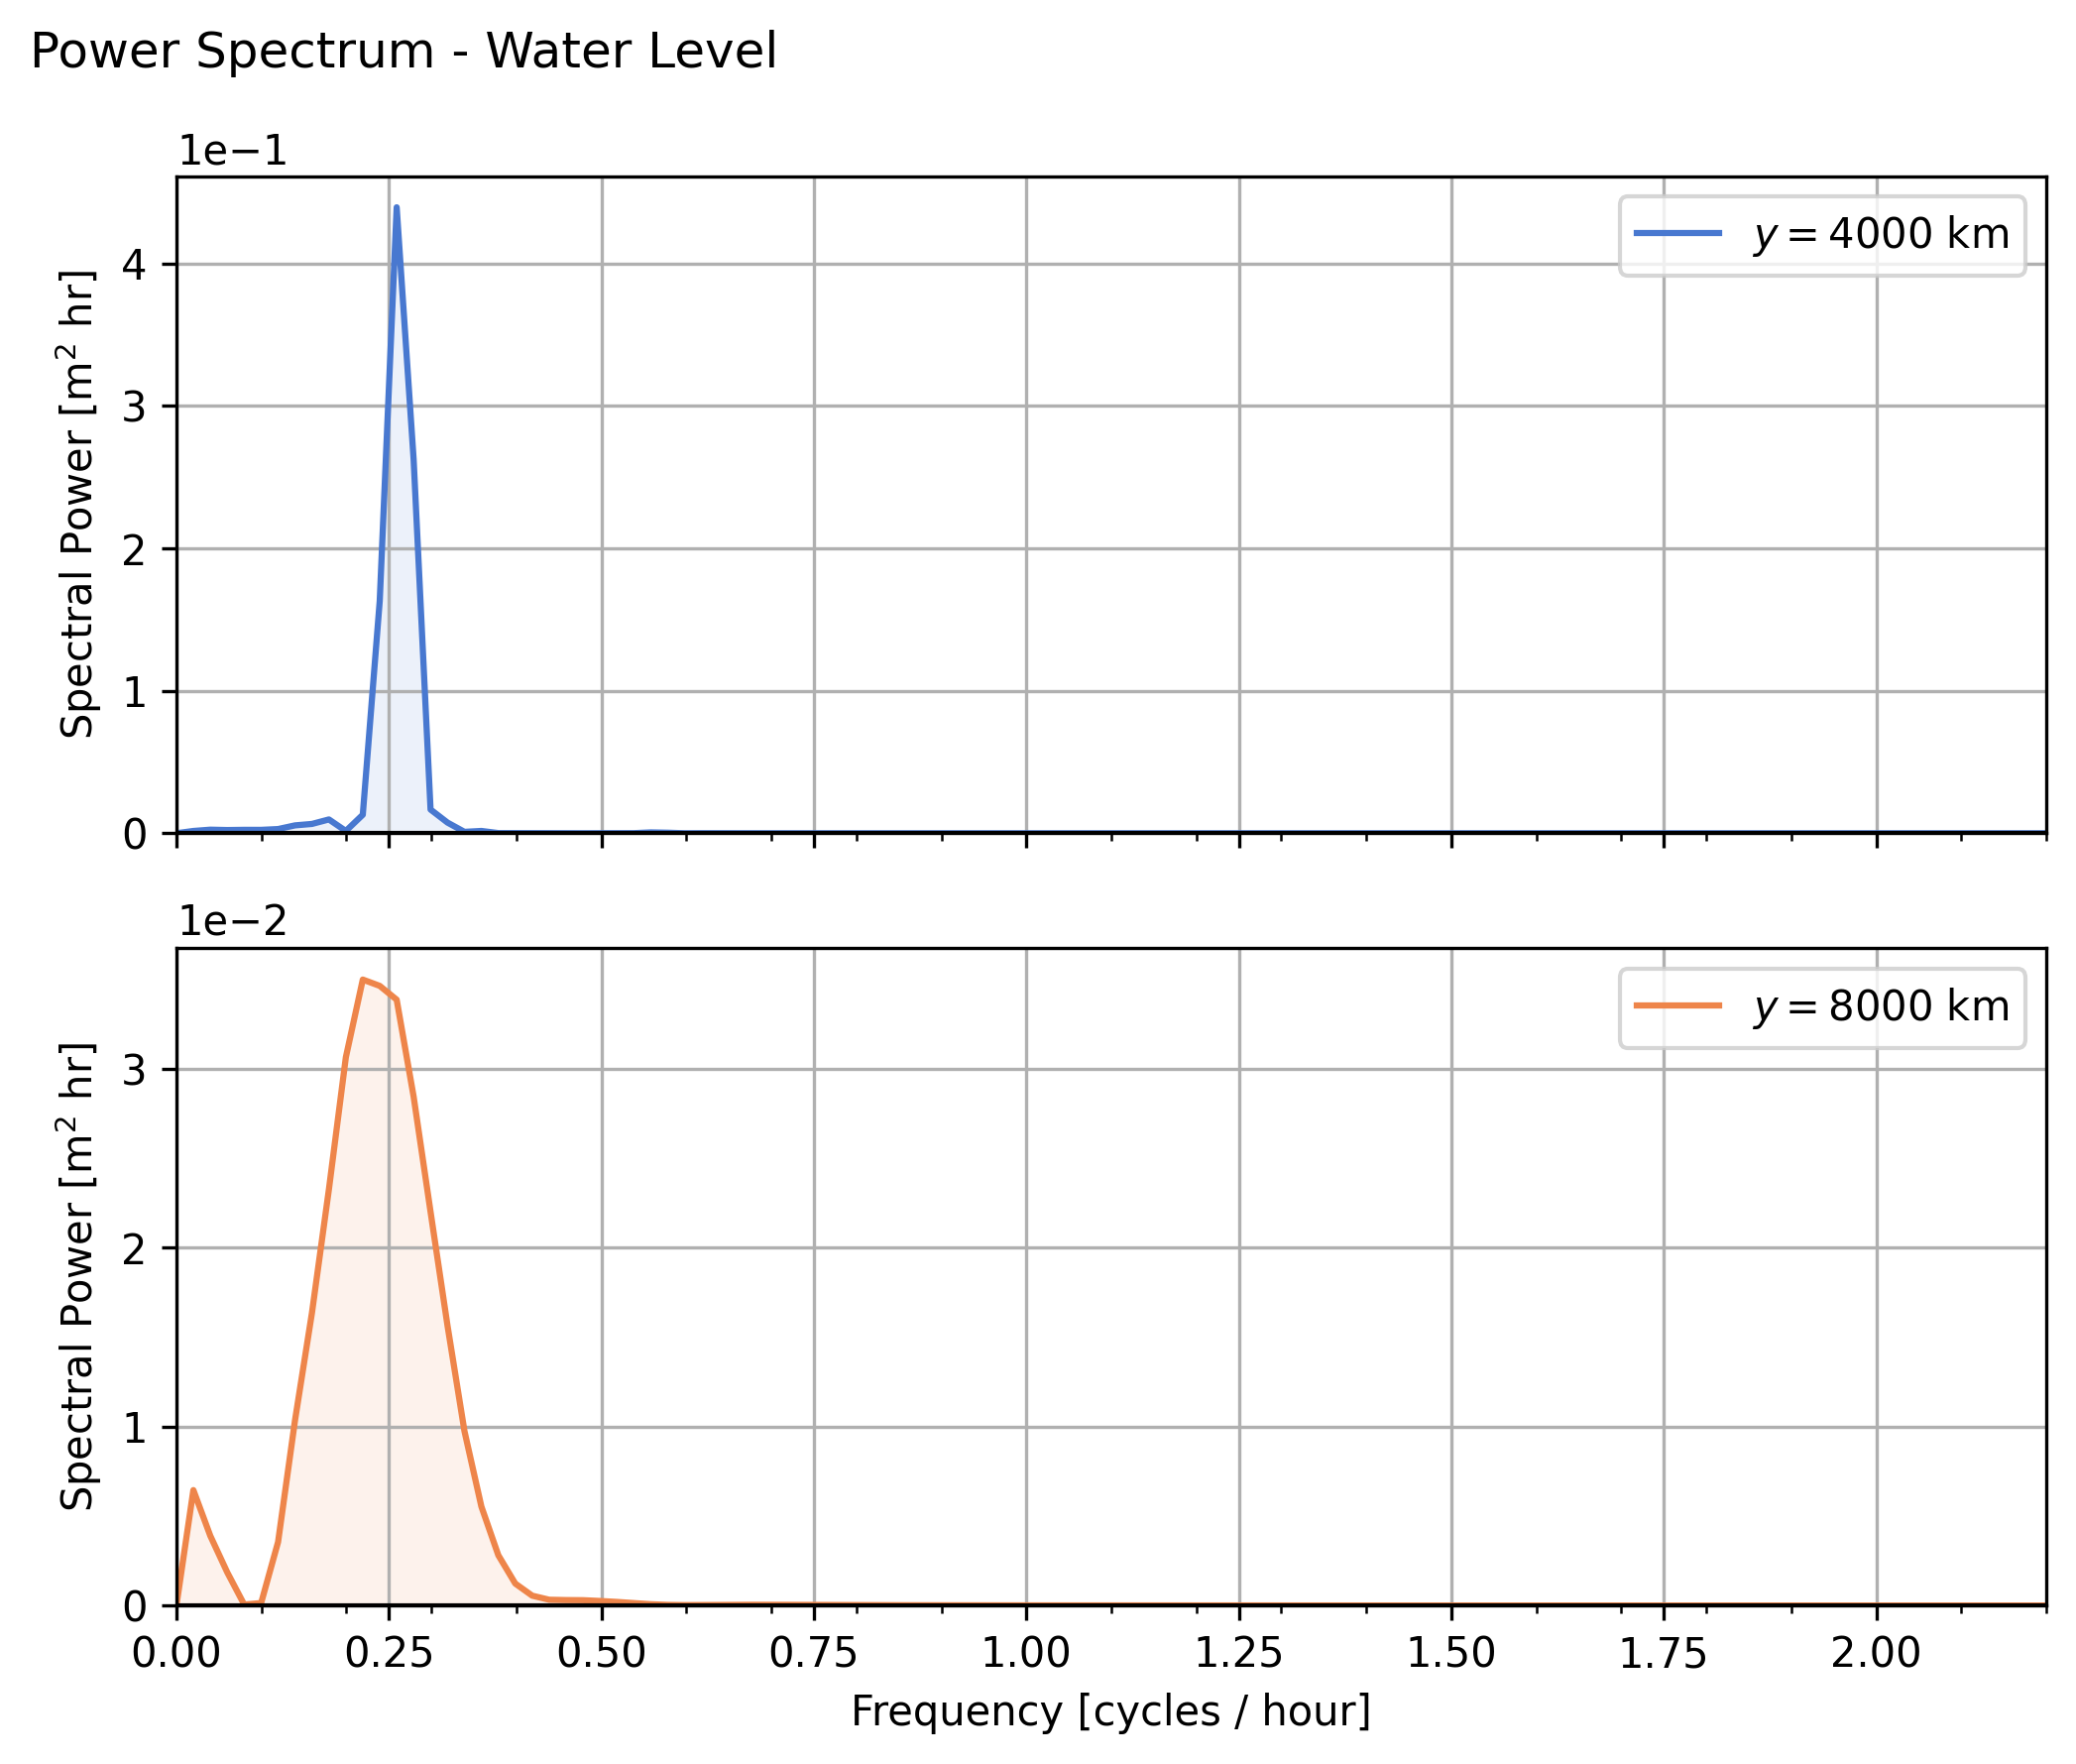 Power Spectrum - Water Level
1e−1
4
3
2
1
0
Spectral Power [m² hr]
y = 4000 km
1e−2
3
2
1
0
Spectral Power [m² hr]
y = 8000 km
0.00 0.25 0.50 0.75 1.00 1.25 1.50 1.75 2.00
Frequency [cycles / hour]